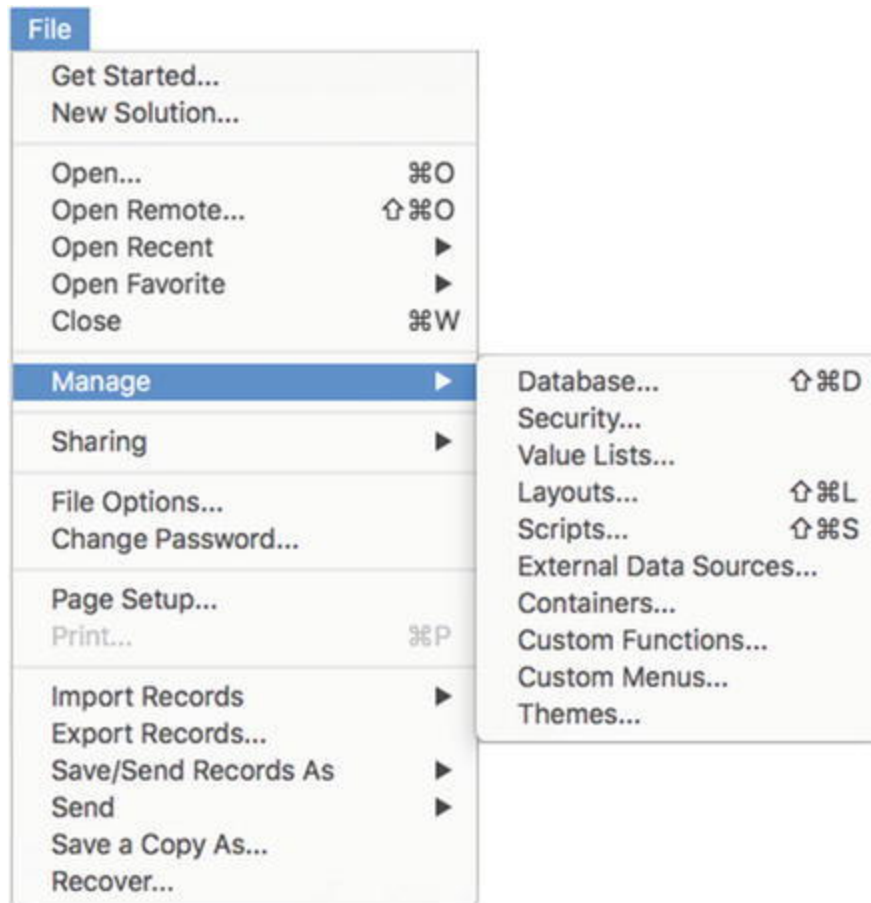 File
Get Started...
New Solution...
Open... ⌘O
Open Remote... ⇧⌘O
Open Recent ▶
Open Favorite ▶
Close ⌘W
Manage ▶
Sharing ▶
File Options...
Change Password...
Page Setup...
Print... ⌘P
Import Records ▶
Export Records...
Save/Send Records As ▶
Send ▶
Save a Copy As...
Recover...
Database... ⇧⌘D
Security...
Value Lists...
Layouts... ⇧⌘L
Scripts... ⇧⌘S
External Data Sources...
Containers...
Custom Functions...
Custom Menus...
Themes...